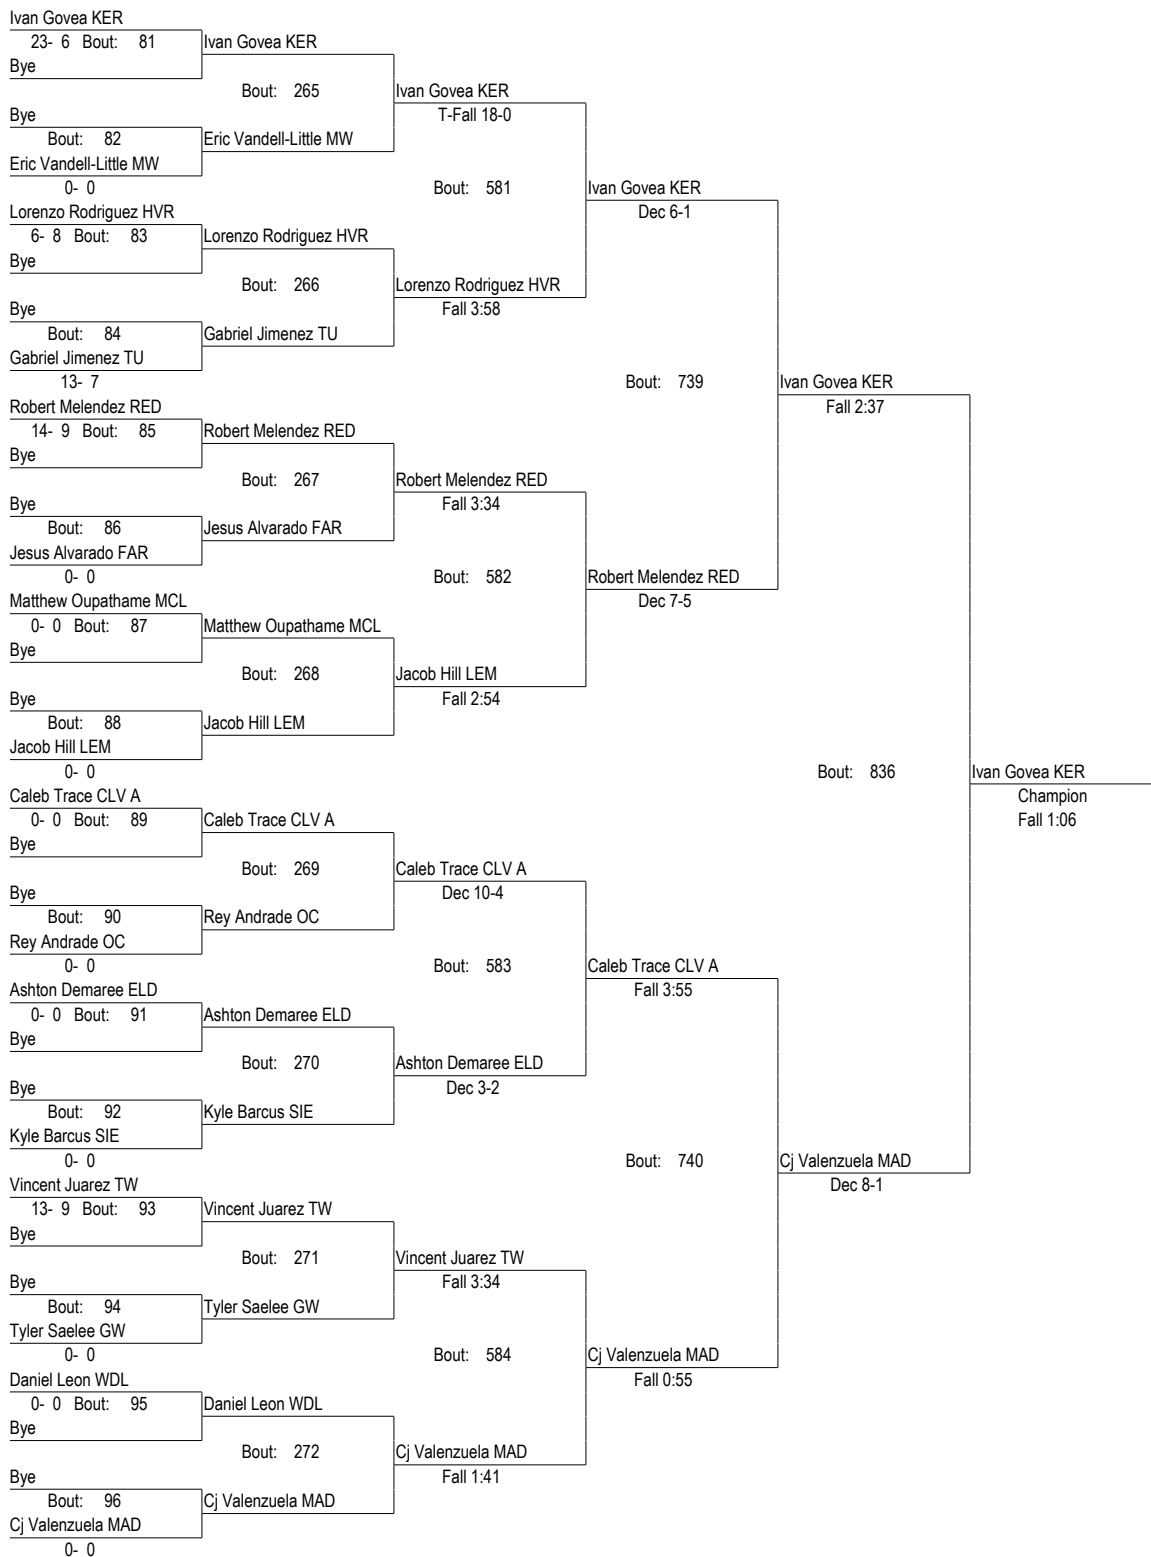 Ivan Govea KER
23- 6 Bout: 81 Ivan Govea KER
Bye
Bout: 265 Ivan Govea KER
Bye T-Fall 18-0
Bout: 82 Eric Vandell-Little MW
Eric Vandell-Little MW
0- 0 Bout: 581 Ivan Govea KER
Lorenzo Rodriguez HVR Dec 6-1
6- 8 Bout: 83 Lorenzo Rodriguez HVR
Bye
Bout: 266 Lorenzo Rodriguez HVR
Bye Fall 3:58
Bout: 84 Gabriel Jimenez TU
Gabriel Jimenez TU
13- 7 Bout: 739 Ivan Govea KER
Robert Melendez RED Fall 2:37
14- 9 Bout: 85 Robert Melendez RED
Bye
Bout: 267 Robert Melendez RED
Bye Fall 3:34
Bout: 86 Jesus Alvarado FAR
Jesus Alvarado FAR
0- 0 Bout: 582 Robert Melendez RED
Matthew Oupathame MCL Dec 7-5
0- 0 Bout: 87 Matthew Oupathame MCL
Bye
Bout: 268 Jacob Hill LEM
Bye Fall 2:54
Bout: 88 Jacob Hill LEM
Jacob Hill LEM
0- 0 Bout: 836 Ivan Govea KER
Caleb Trace CLV A Champion
0- 0 Bout: 89 Caleb Trace CLV A Fall 1:06
Bye
Bout: 269 Caleb Trace CLV A
Bye Dec 10-4
Bout: 90 Rey Andrade OC
Rey Andrade OC
0- 0 Bout: 583 Caleb Trace CLV A
Ashton Demaree ELD Fall 3:55
0- 0 Bout: 91 Ashton Demaree ELD
Bye
Bout: 270 Ashton Demaree ELD
Bye Dec 3-2
Bout: 92 Kyle Barcus SIE
Kyle Barcus SIE
0- 0 Bout: 740 Cj Valenzuela MAD
Vincent Juarez TW Dec 8-1
13- 9 Bout: 93 Vincent Juarez TW
Bye
Bout: 271 Vincent Juarez TW
Bye Fall 3:34
Bout: 94 Tyler Saelee GW
Tyler Saelee GW
0- 0 Bout: 584 Cj Valenzuela MAD
Daniel Leon WDL Fall 0:55
0- 0 Bout: 95 Daniel Leon WDL
Bye
Bout: 272 Cj Valenzuela MAD
Bye Fall 1:41
Bout: 96 Cj Valenzuela MAD
Cj Valenzuela MAD
0- 0